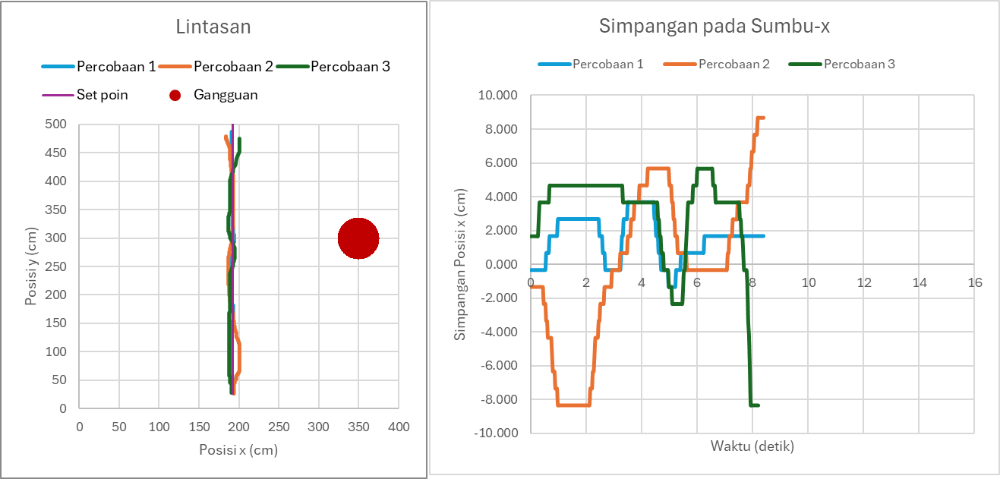 Lintasan
Percobaan 1 Percobaan 2 Percobaan 3
Set poin Gangguan
500
450
400
350
300
250
200
150
100
50
0
0 50 100 150 200 250 300 350 400
Posisi y (cm)
Posisi x (cm)
Simpangan pada Sumbu-x
Percobaan 1 Percobaan 2 Percobaan 3
10.000
8.000
6.000
4.000
2.000
0.000
-2.000
-4.000
-6.000
-8.000
-10.000
0 2 4 6 8 10 12 14 16
Simpangan Posisi x (cm)
Waktu (detik)